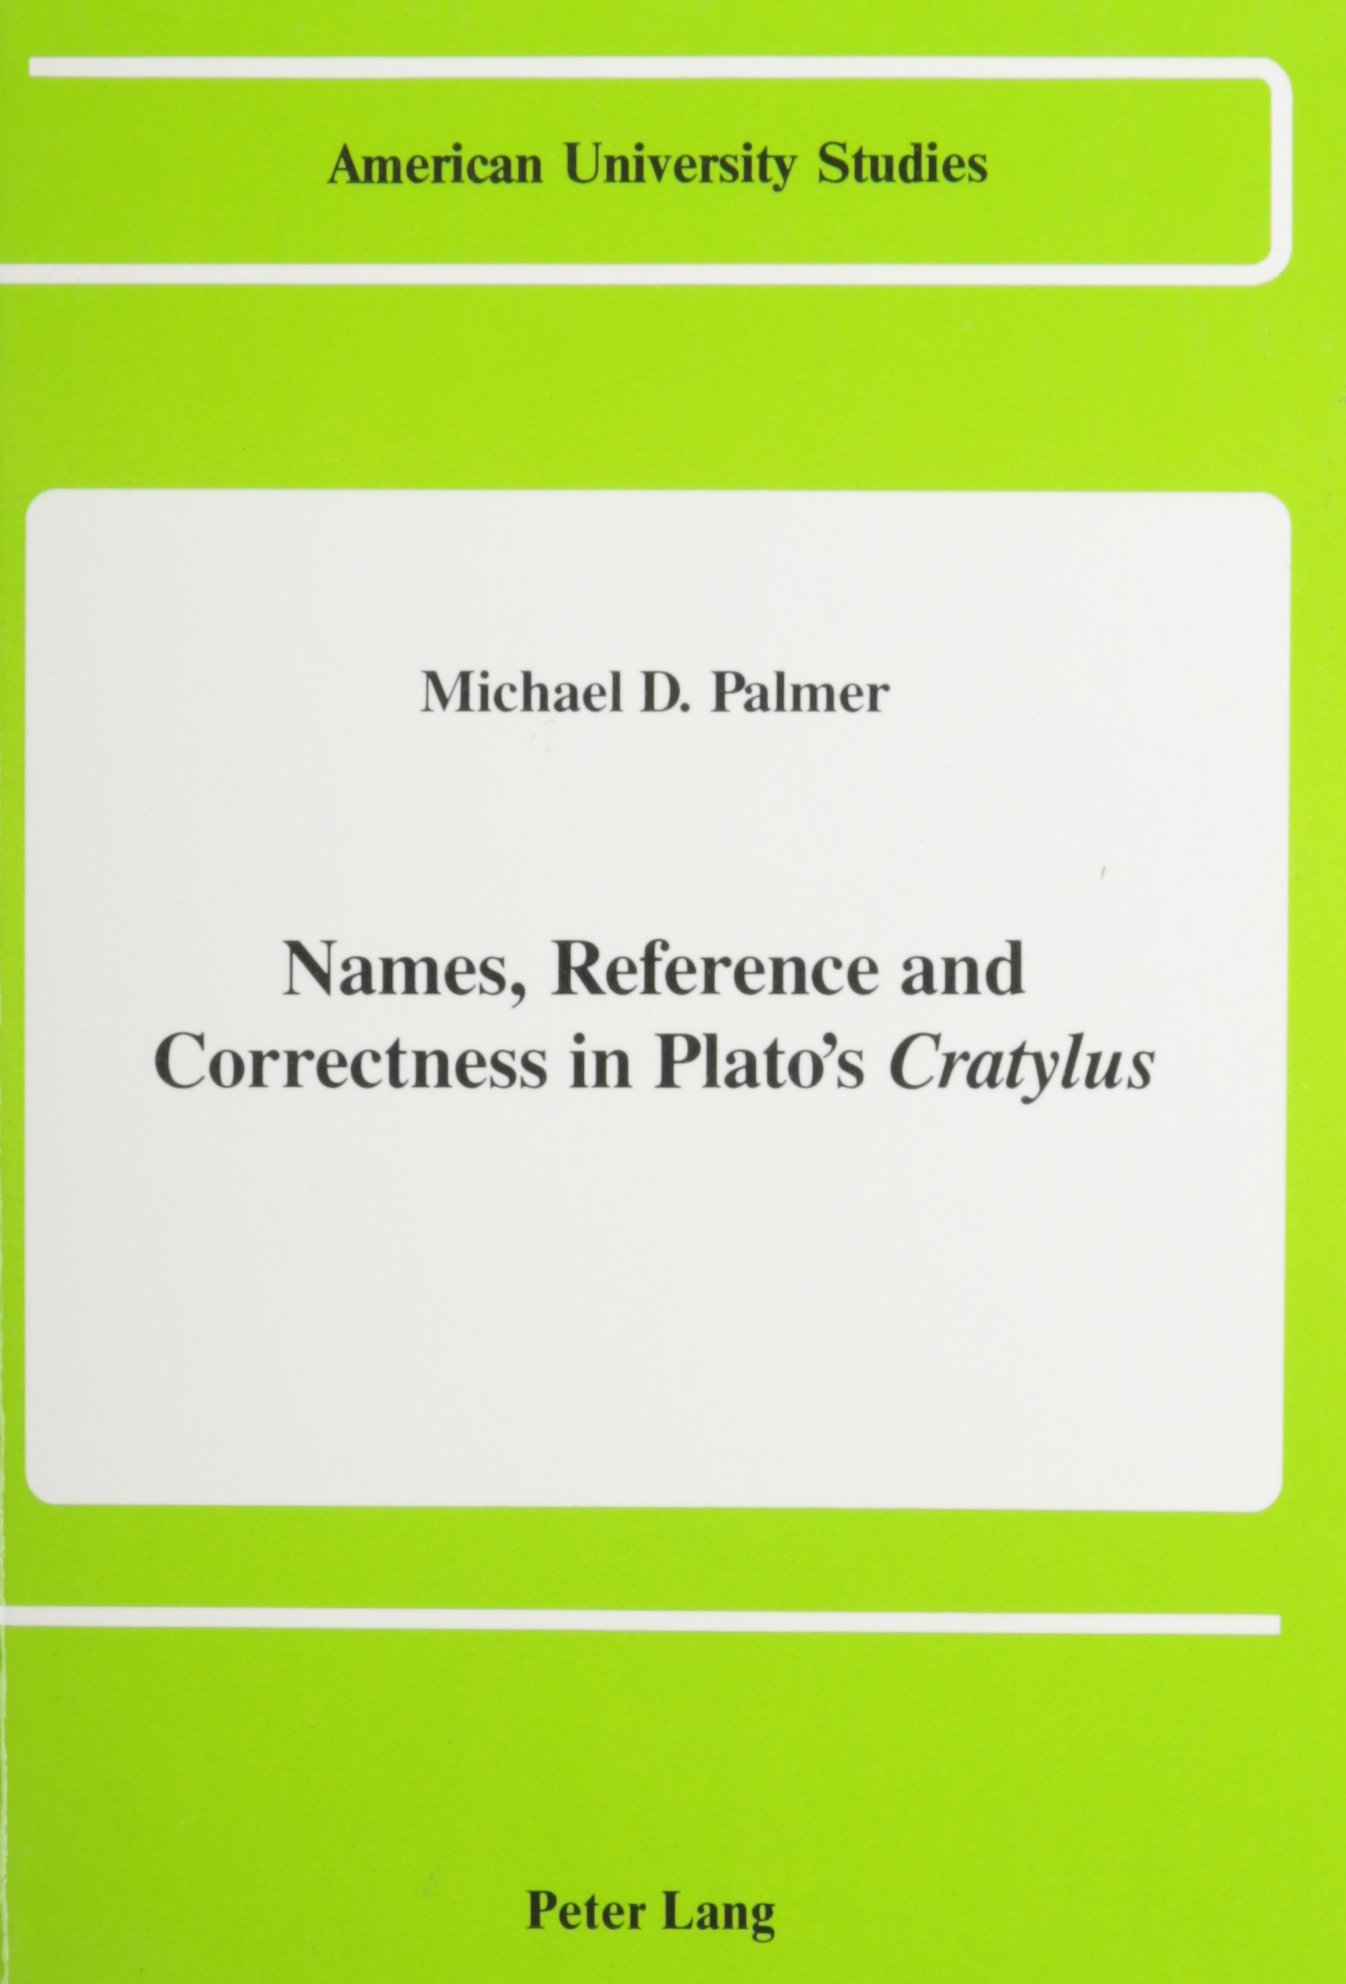 American University Studies
Michael D. Palmer
Names, Reference and
Correctness in Plato’s Cratylus
Peter Lang